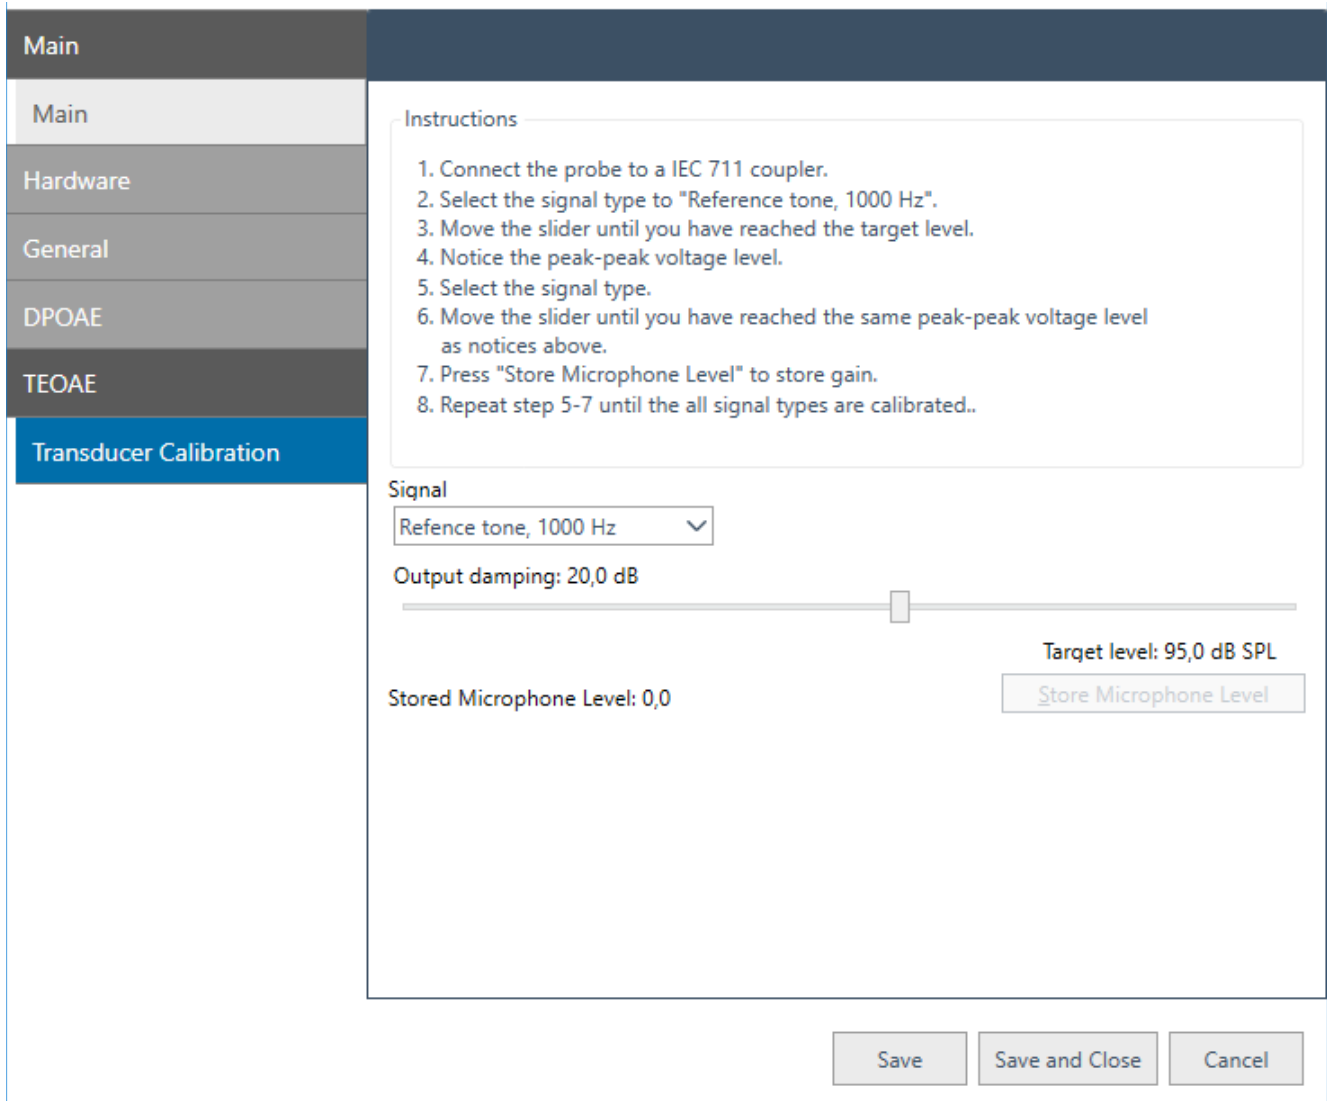 Main
Main
Hardware
General
DPOAE
TEOAE
Transducer Calibration
Instructions
1. Connect the probe to a IEC 711 coupler.
2. Select the signal type to "Reference tone, 1000 Hz".
3. Move the slider until you have reached the target level.
4. Notice the peak-peak voltage level.
5. Select the signal type.
6. Move the slider until you have reached the same peak-peak voltage level
as notices above.
7. Press "Store Microphone Level" to store gain.
8. Repeat step 5-7 until the all signal types are calibrated..
Signal
Refence tone, 1000 Hz
Output damping: 20,0 dB
Target level: 95,0 dB SPL
Stored Microphone Level: 0,0
Store Microphone Level
Save
Save and Close
Cancel